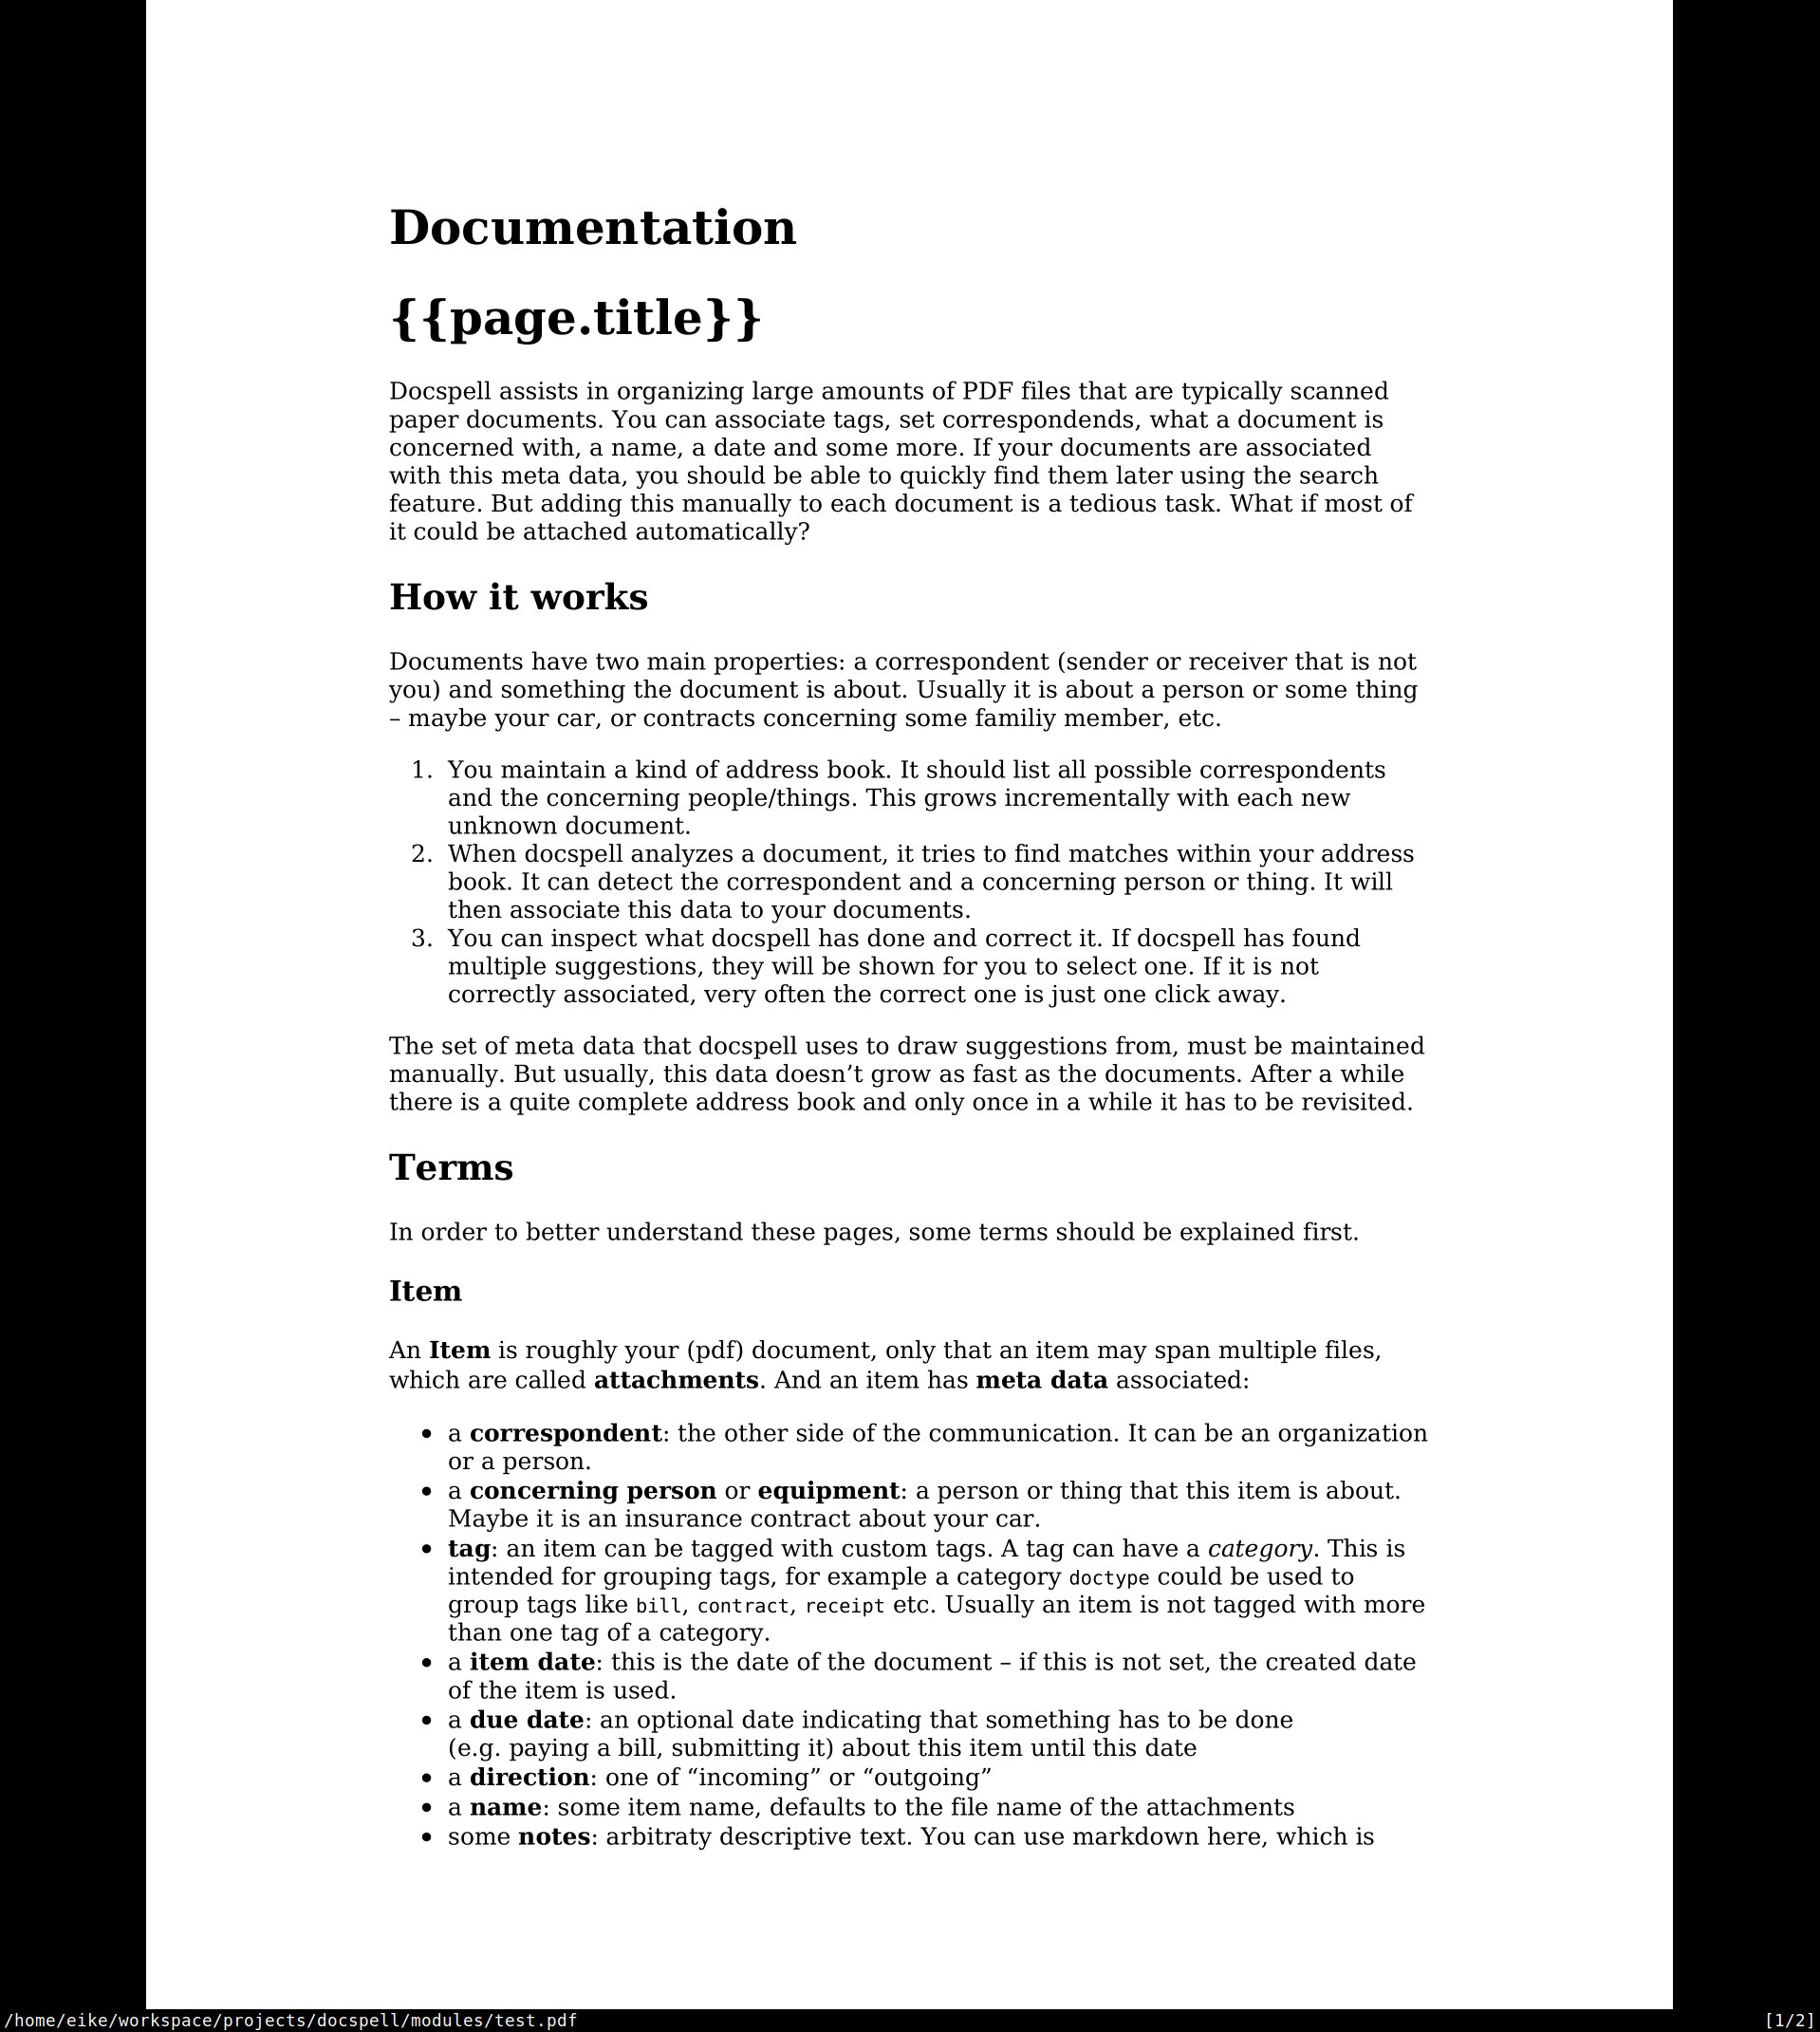 Documentation
{{page.title}}
Docspell assists in organizing large amounts of PDF files that are typically scanned
paper documents. You can associate tags, set correspondends, what a document is
concerned with, a name, a date and some more. If your documents are associated
with this meta data, you should be able to quickly find them later using the search
feature. But adding this manually to each document is a tedious task. What if most of
it could be attached automatically?
How it works
Documents have two main properties: a correspondent (sender or receiver that is not
you) and something the document is about. Usually it is about a person or some thing
– maybe your car, or contracts concerning some familiy member, etc.
1. You maintain a kind of address book. It should list all possible correspondents
and the concerning people/things. This grows incrementally with each new
unknown document.
2. When docspell analyzes a document, it tries to find matches within your address
book. It can detect the correspondent and a concerning person or thing. It will
then associate this data to your documents.
3. You can inspect what docspell has done and correct it. If docspell has found
multiple suggestions, they will be shown for you to select one. If it is not
correctly associated, very often the correct one is just one click away.
The set of meta data that docspell uses to draw suggestions from, must be maintained
manually. But usually, this data doesn’t grow as fast as the documents. After a while
there is a quite complete address book and only once in a while it has to be revisited.
Terms
In order to better understand these pages, some terms should be explained first.
Item
An Item is roughly your (pdf) document, only that an item may span multiple files,
which are called attachments. And an item has meta data associated:
• a correspondent: the other side of the communication. It can be an organization
or a person.
• a concerning person or equipment: a person or thing that this item is about.
Maybe it is an insurance contract about your car.
• tag: an item can be tagged with custom tags. A tag can have a category. This is
intended for grouping tags, for example a category doctype could be used to
group tags like bill, contract, receipt etc. Usually an item is not tagged with more
than one tag of a category.
• a item date: this is the date of the document – if this is not set, the created date
of the item is used.
• a due date: an optional date indicating that something has to be done
(e.g. paying a bill, submitting it) about this item until this date
• a direction: one of “incoming” or “outgoing”
• a name: some item name, defaults to the file name of the attachments
• some notes: arbitraty descriptive text. You can use markdown here, which is
/home/eike/workspace/projects/docspell/modules/test.pdf [1/2]